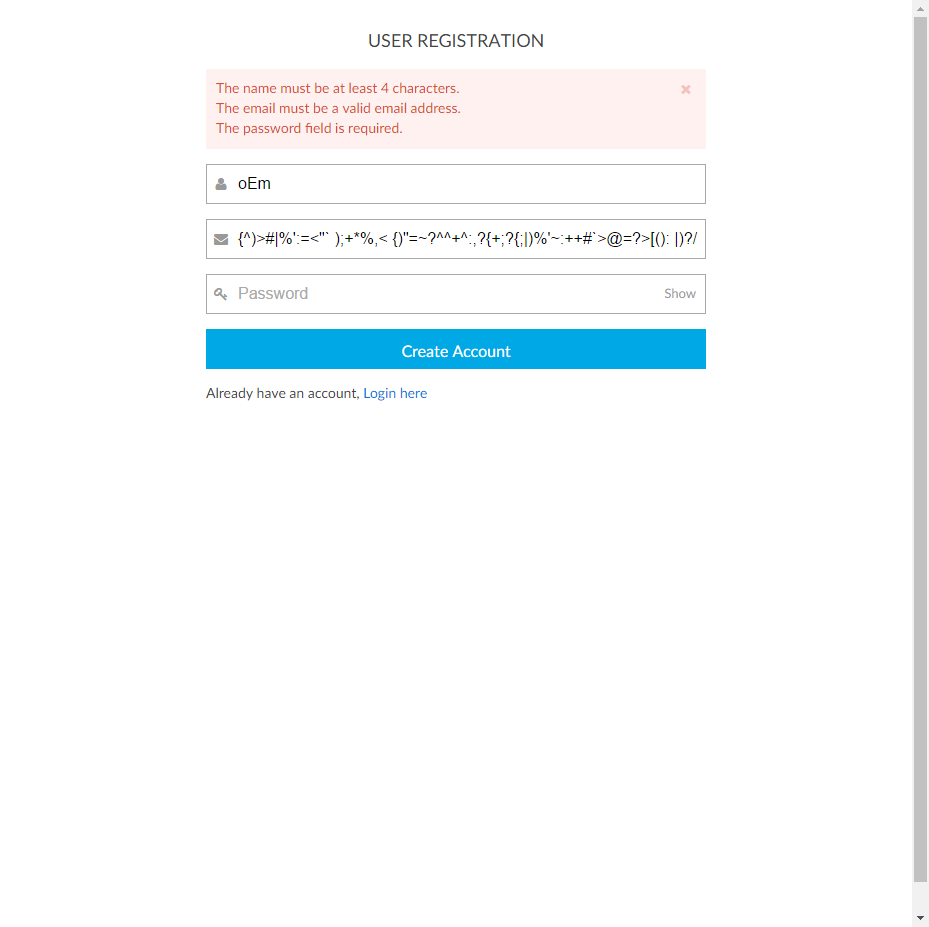 USER REGISTRATION
The name must be at least 4 characters.
The email must be a valid email address.
The password field is required.
oEm
{^)>#|%':=<"` );+*%,< {)"=~?^^+^:,?{+;?{;|)%'~:++#`>@=?>[(): |)?/
Password Show
Create Account
Already have an account, Login here